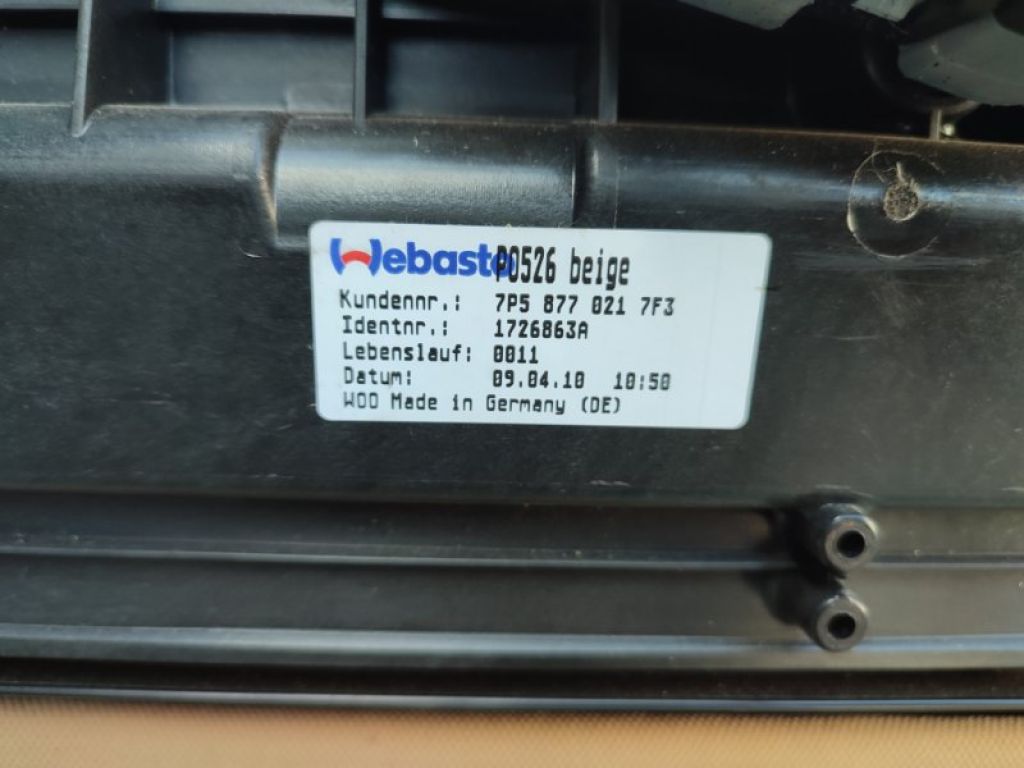 Webasto P0526 beige
Kundennr.: 7P5 877 021 7F3
Identnr.: 1726863A
Lebenslauf: 0011
Datum: 09.04.10 10:50
WOO Made in Germany (DE)